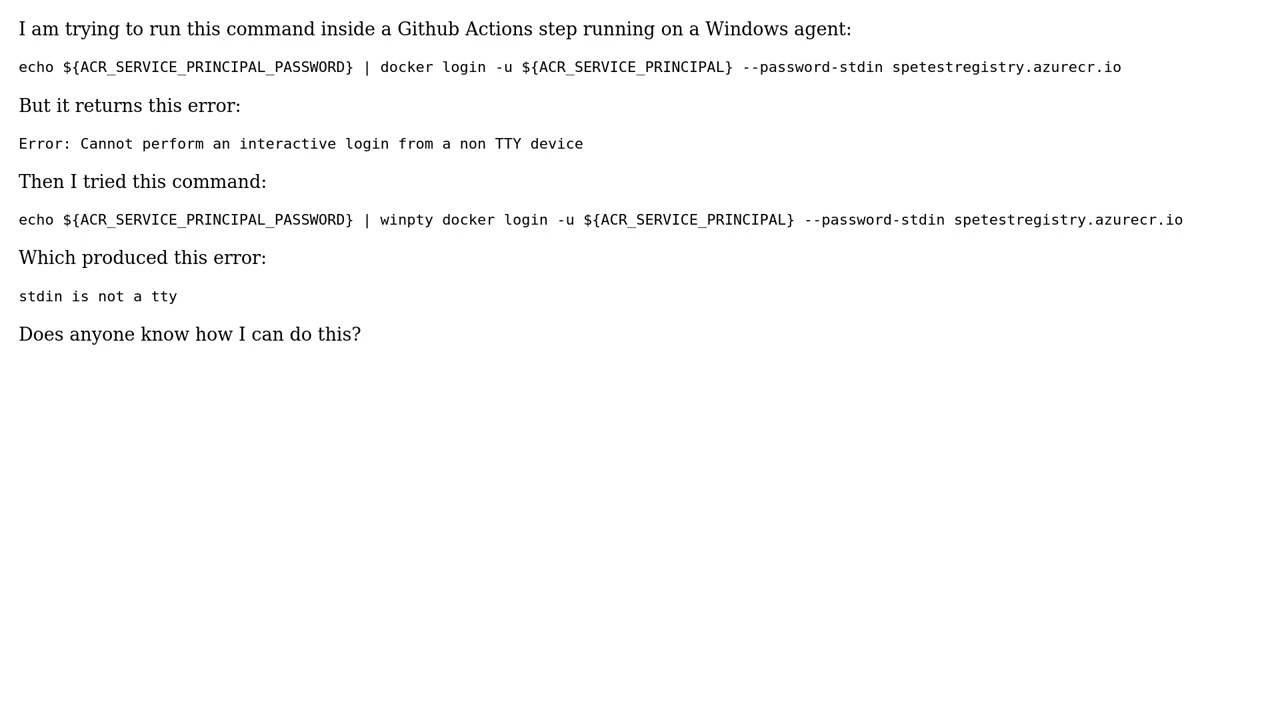 I am trying to run this command inside a Github Actions step running on a Windows agent:
echo ${ACR_SERVICE_PRINCIPAL_PASSWORD} | docker login -u ${ACR_SERVICE_PRINCIPAL} --password-stdin spetestregistry.azurecr.io
But it returns this error:
Error: Cannot perform an interactive login from a non TTY device
Then I tried this command:
echo ${ACR_SERVICE_PRINCIPAL_PASSWORD} | winpty docker login -u ${ACR_SERVICE_PRINCIPAL} --password-stdin spetestregistry.azurecr.io
Which produced this error:
stdin is not a tty
Does anyone know how I can do this?